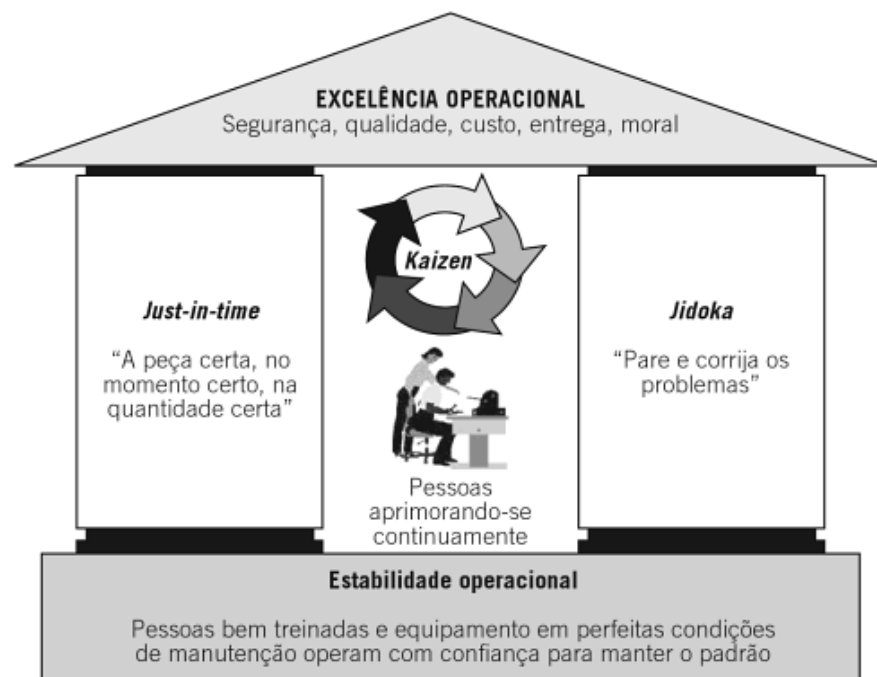 EXCELÊNCIA OPERACIONAL
Segurança, qualidade, custo, entrega, moral
Just-in-time
“A peça certa, no
momento certo, na
quantidade certa”
Kaizen
Pessoas
aprimorando-se
continuamente
Jidoka
“Pare e corrija os
problemas”
Estabilidade operacional
Pessoas bem treinadas e equipamento em perfeitas condições
de manutenção operam com confiança para manter o padrão